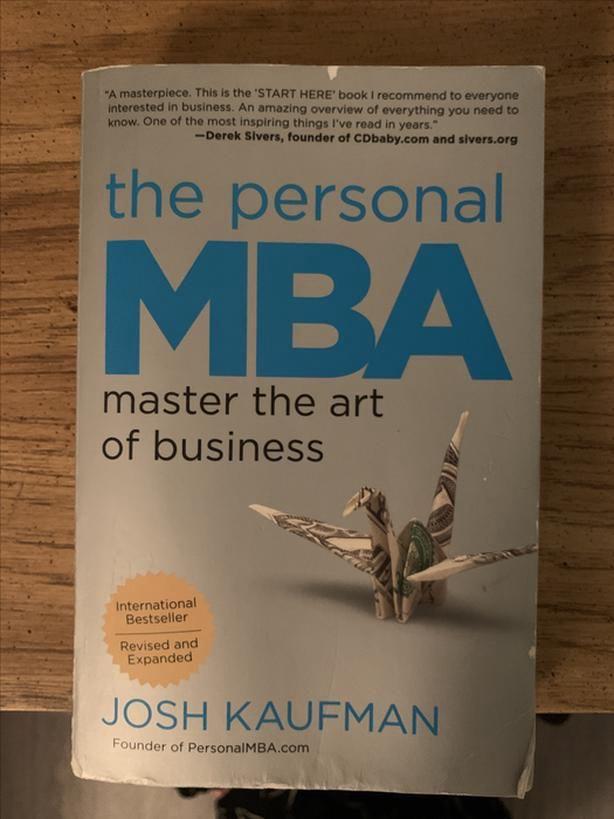 "A masterpiece. This is the 'START HERE' book I recommend to everyone
interested in business. An amazing overview of everything you need to
know. One of the most inspiring things I've read in years."
—Derek Sivers, founder of CDbaby.com and sivers.org
the personal
MBA
master the art
of business
International
Bestseller
Revised and
Expanded
JOSH KAUFMAN
Founder of PersonalMBA.com